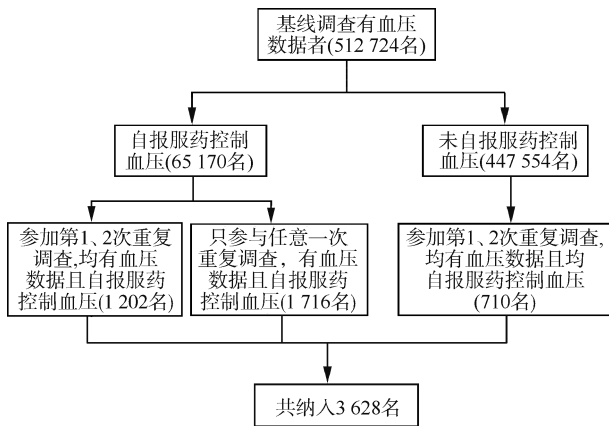 基线调查有血压
数据者(512 724名)
自报服药控制
血压(65 170名)
未自报服药控制
血压(447 554名)
参加第1、2次重复
调查,均有血压
数据且自报服药
控制血压(1 202名)
只参与任意一次
重复调查，有血压
数据且自报服药
控制血压(1 716名)
参加第1、2次重复调查,
均有血压数据且均
自报服药控制血压
(710名)
共纳入3 628名